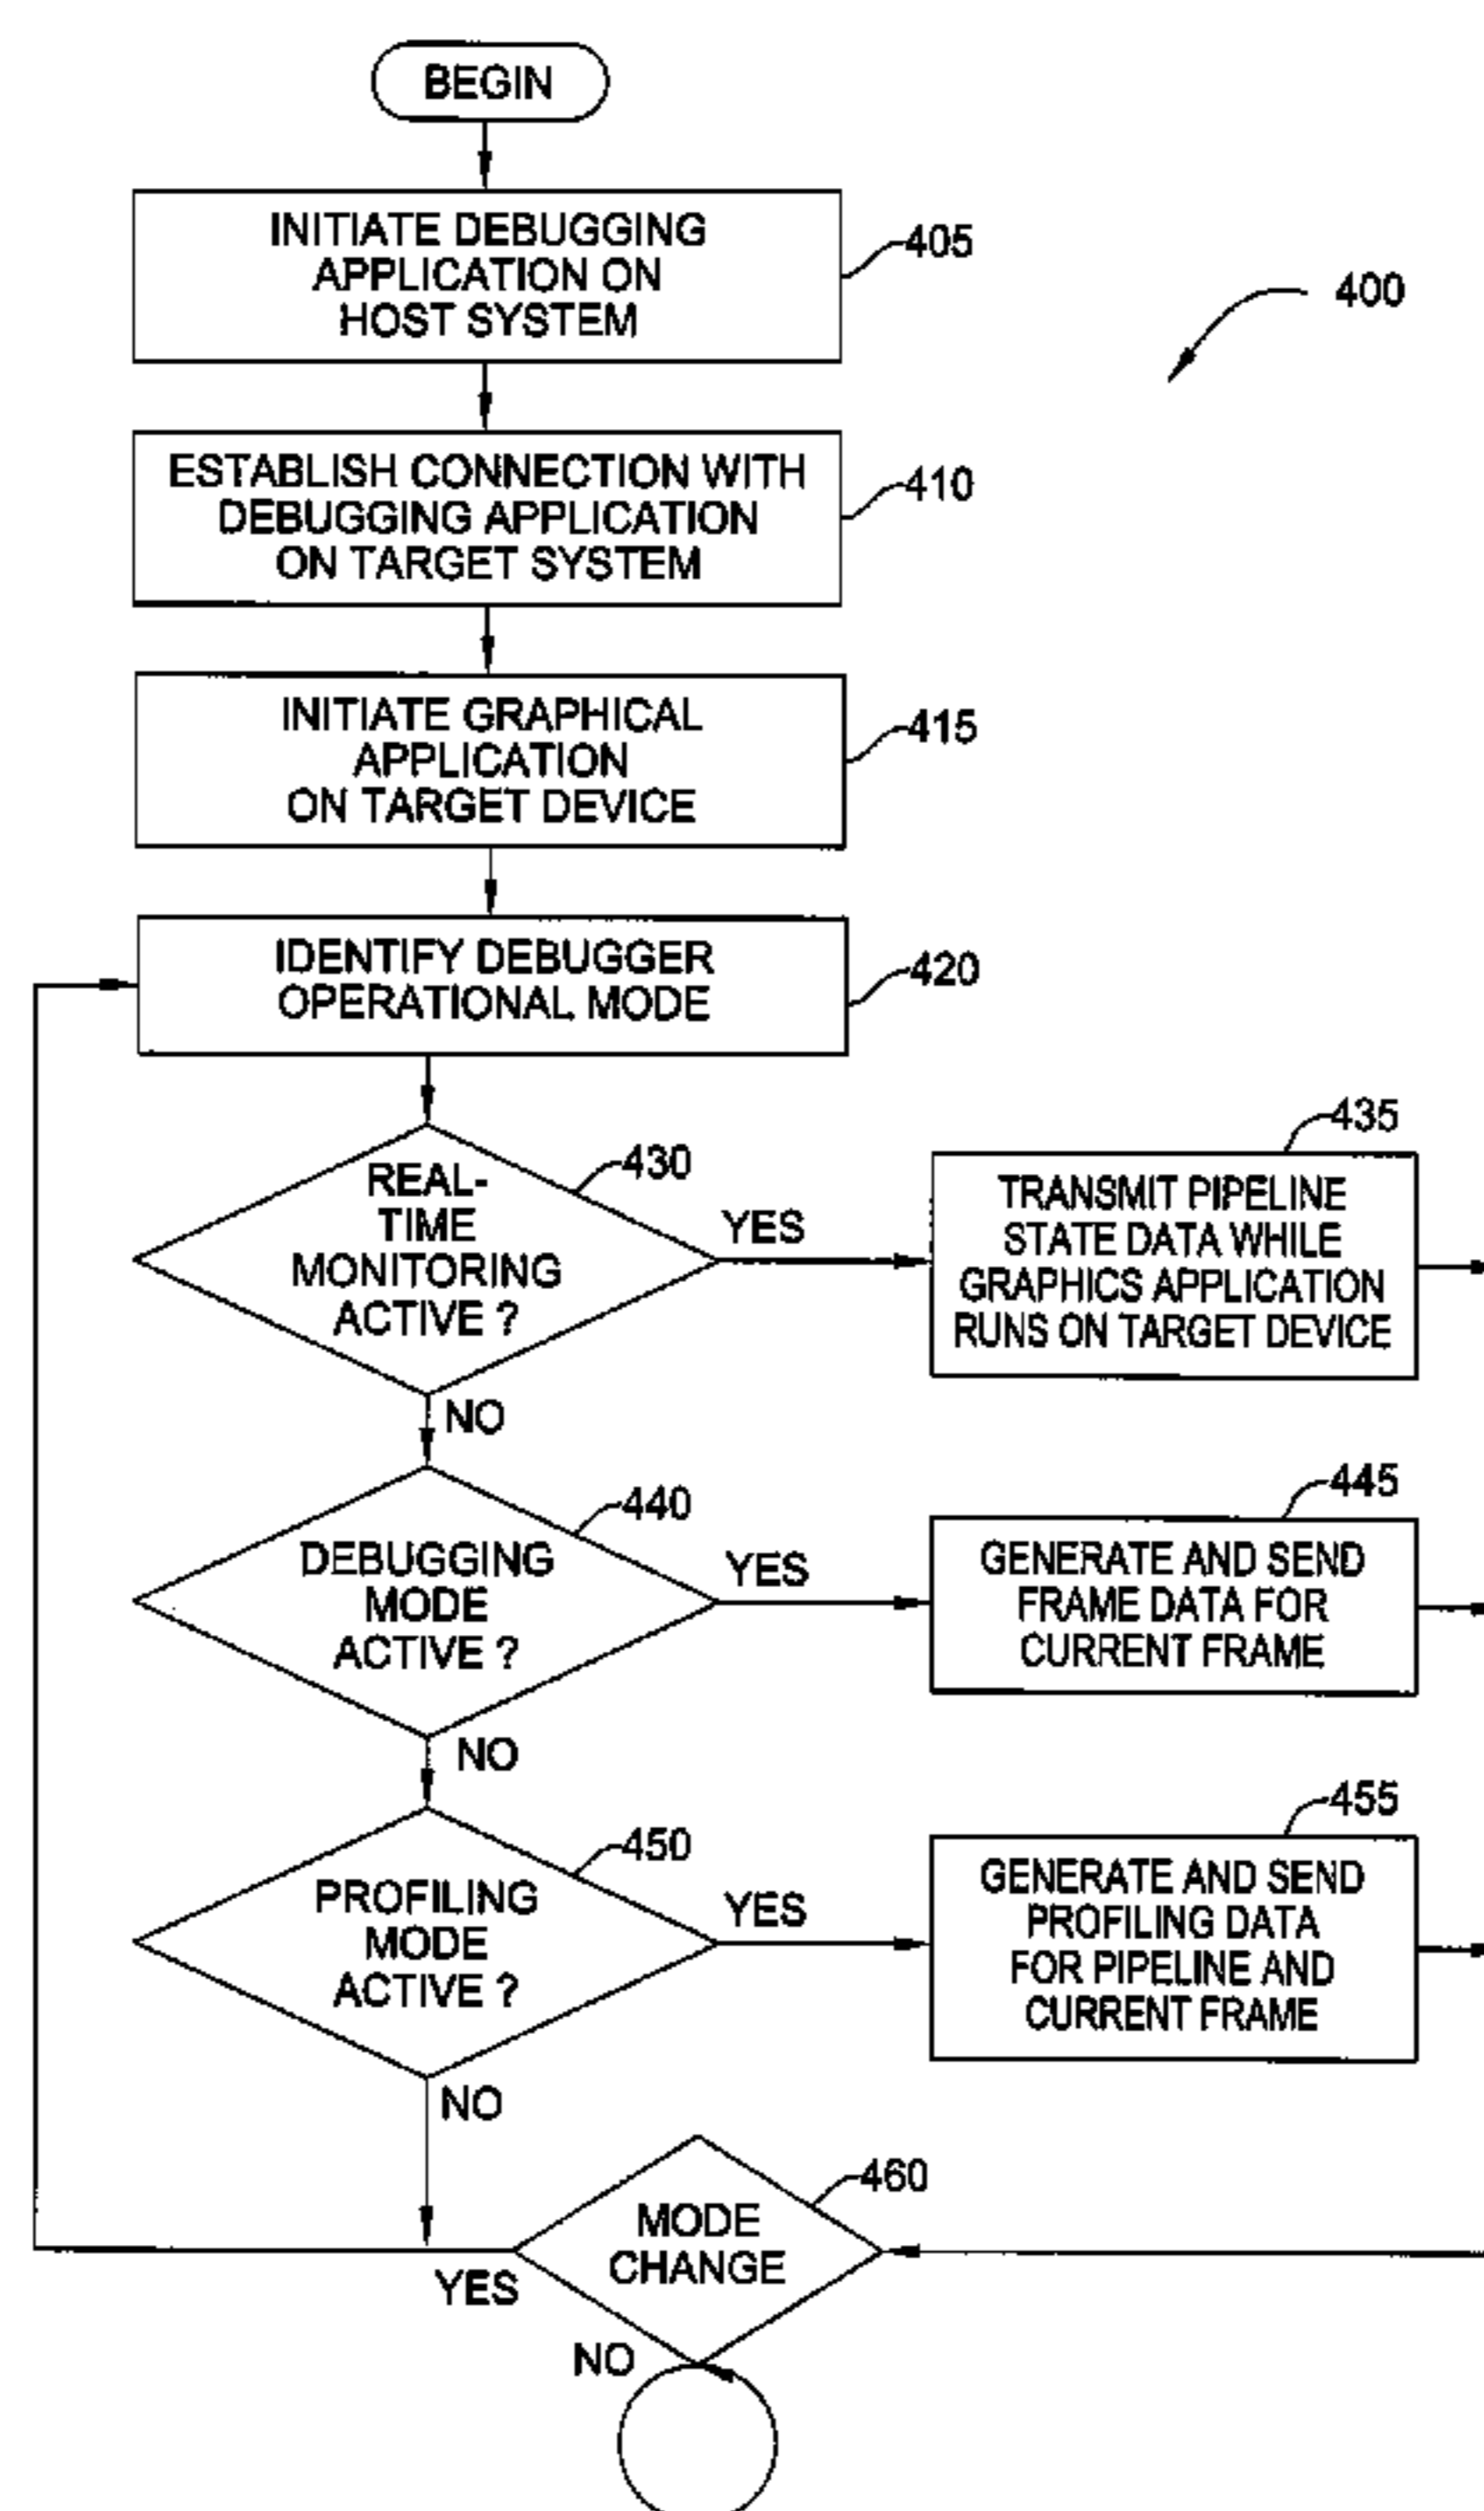 BEGIN
INITIATE DEBUGGING
APPLICATION ON
HOST SYSTEM
405
400
ESTABLISH CONNECTION WITH
DEBUGGING APPLICATION
ON TARGET SYSTEM
410
INITIATE GRAPHICAL
APPLICATION
ON TARGET DEVICE
415
IDENTIFY DEBUGGER
OPERATIONAL MODE
420
REAL-
TIME
MONITORING
ACTIVE ?
430
YES
NO
435
TRANSMIT PIPELINE
STATE DATA WHILE
GRAPHICS APPLICATION
RUNS ON TARGET DEVICE
DEBUGGING
MODE
ACTIVE ?
440
YES
NO
445
GENERATE AND SEND
FRAME DATA FOR
CURRENT FRAME
PROFILING
MODE
ACTIVE ?
450
YES
NO
455
GENERATE AND SEND
PROFILING DATA
FOR PIPELINE AND
CURRENT FRAME
MODE
CHANGE
460
YES
NO